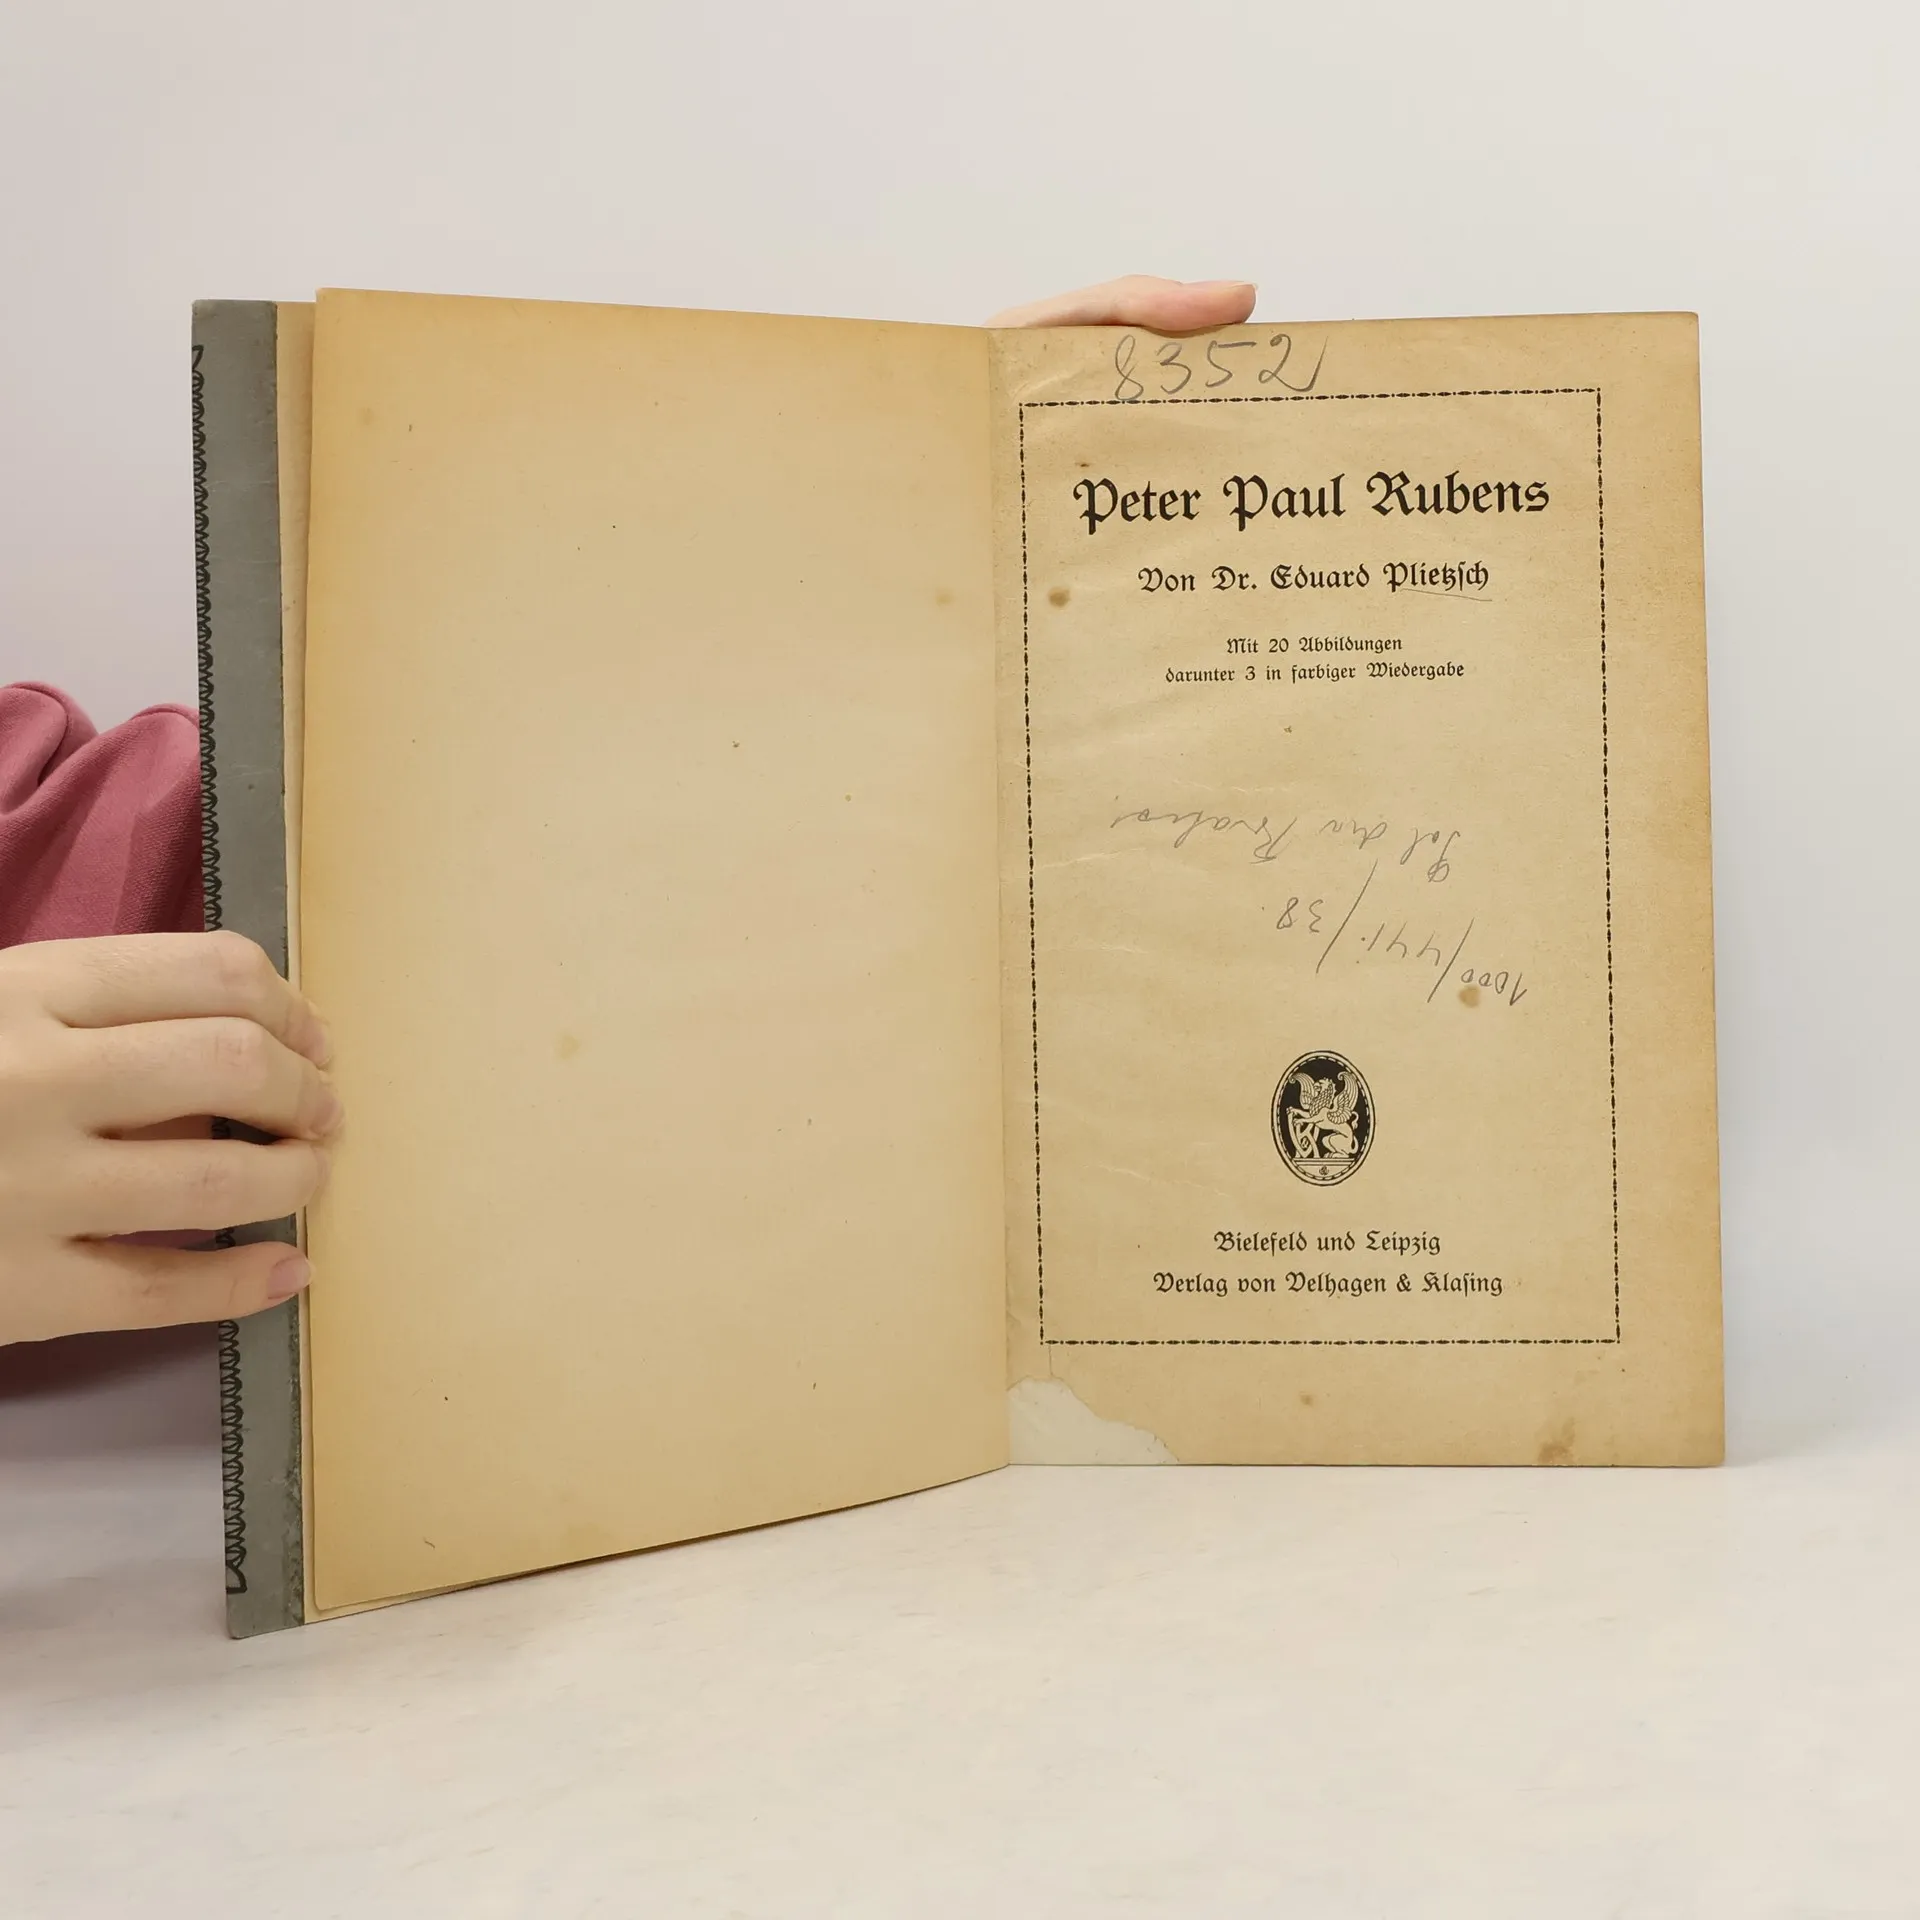 8352
Peter Paul Rubens
Von Dr. Eduard Plietzsch
Mit 20 Abbildungen
darunter 3 in farbiger Wiedergabe
1000/441./38.
V & K
Bielefeld und Leipzig
Verlag von Velhagen & Klasing